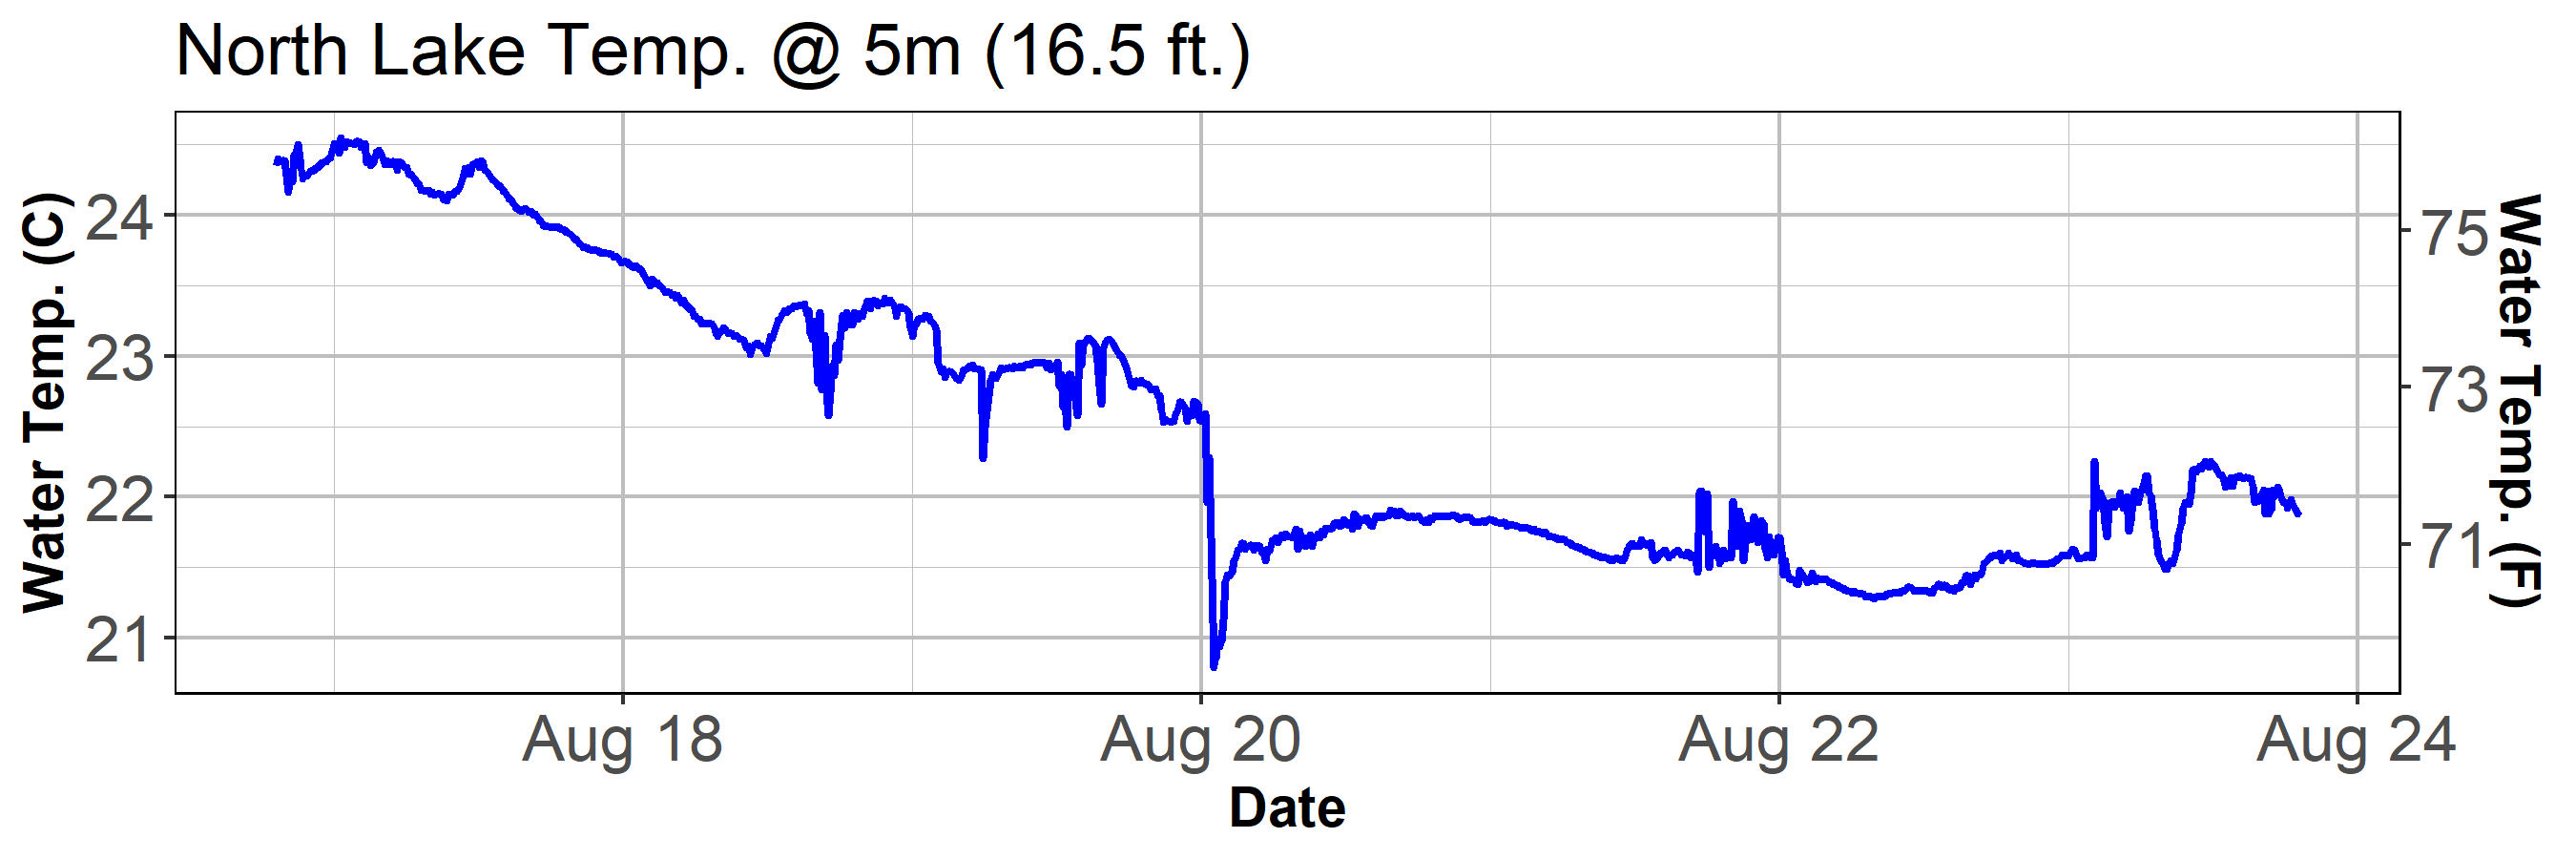 North Lake Temp. @ 5m (16.5 ft.)
Water Temp. (C)
24
23
22
21
75
73
71
Water Temp. (F)
Aug 18
Aug 20
Aug 22
Aug 24
Date